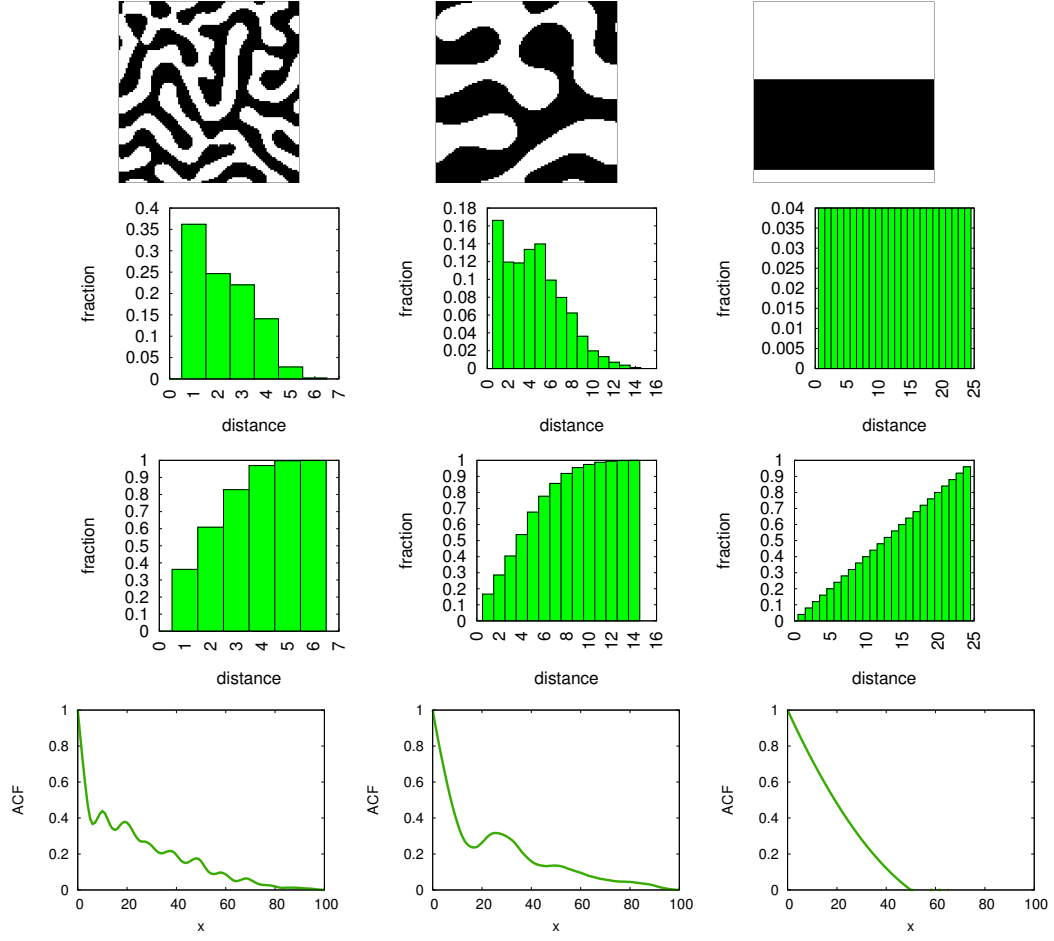 0.4
0.35
0.3
0.25
0.2
0.15
0.1
0.05
0
fraction
0 1 2 3 4 5 6 7
distance
0.18
0.16
0.14
0.12
0.1
0.08
0.06
0.04
0.02
fraction
0 2 4 6 8 10 12 14 16
distance
0.04
0.035
0.03
0.025
0.02
0.015
0.01
0.005
0
fraction
0 5 10 15 20 25
distance
1
0.9
0.8
0.7
0.6
0.5
0.4
0.3
0.2
0.1
0
fraction
0 1 2 3 4 5 6 7
distance
1
0.9
0.8
0.7
0.6
0.5
0.4
0.3
0.2
0.1
0
fraction
0 2 4 6 8 10 12 14 16
distance
1
0.9
0.8
0.7
0.6
0.5
0.4
0.3
0.2
0.1
0
fraction
0 5 10 15 20 25
distance
1
0.8
0.6
0.4
0.2
0
ACF
0 20 40 60 80 100
x
1
0.8
0.6
0.4
0.2
0
ACF
0 20 40 60 80 100
x
1
0.8
0.6
0.4
0.2
0
ACF
0 20 40 60 80 100
x